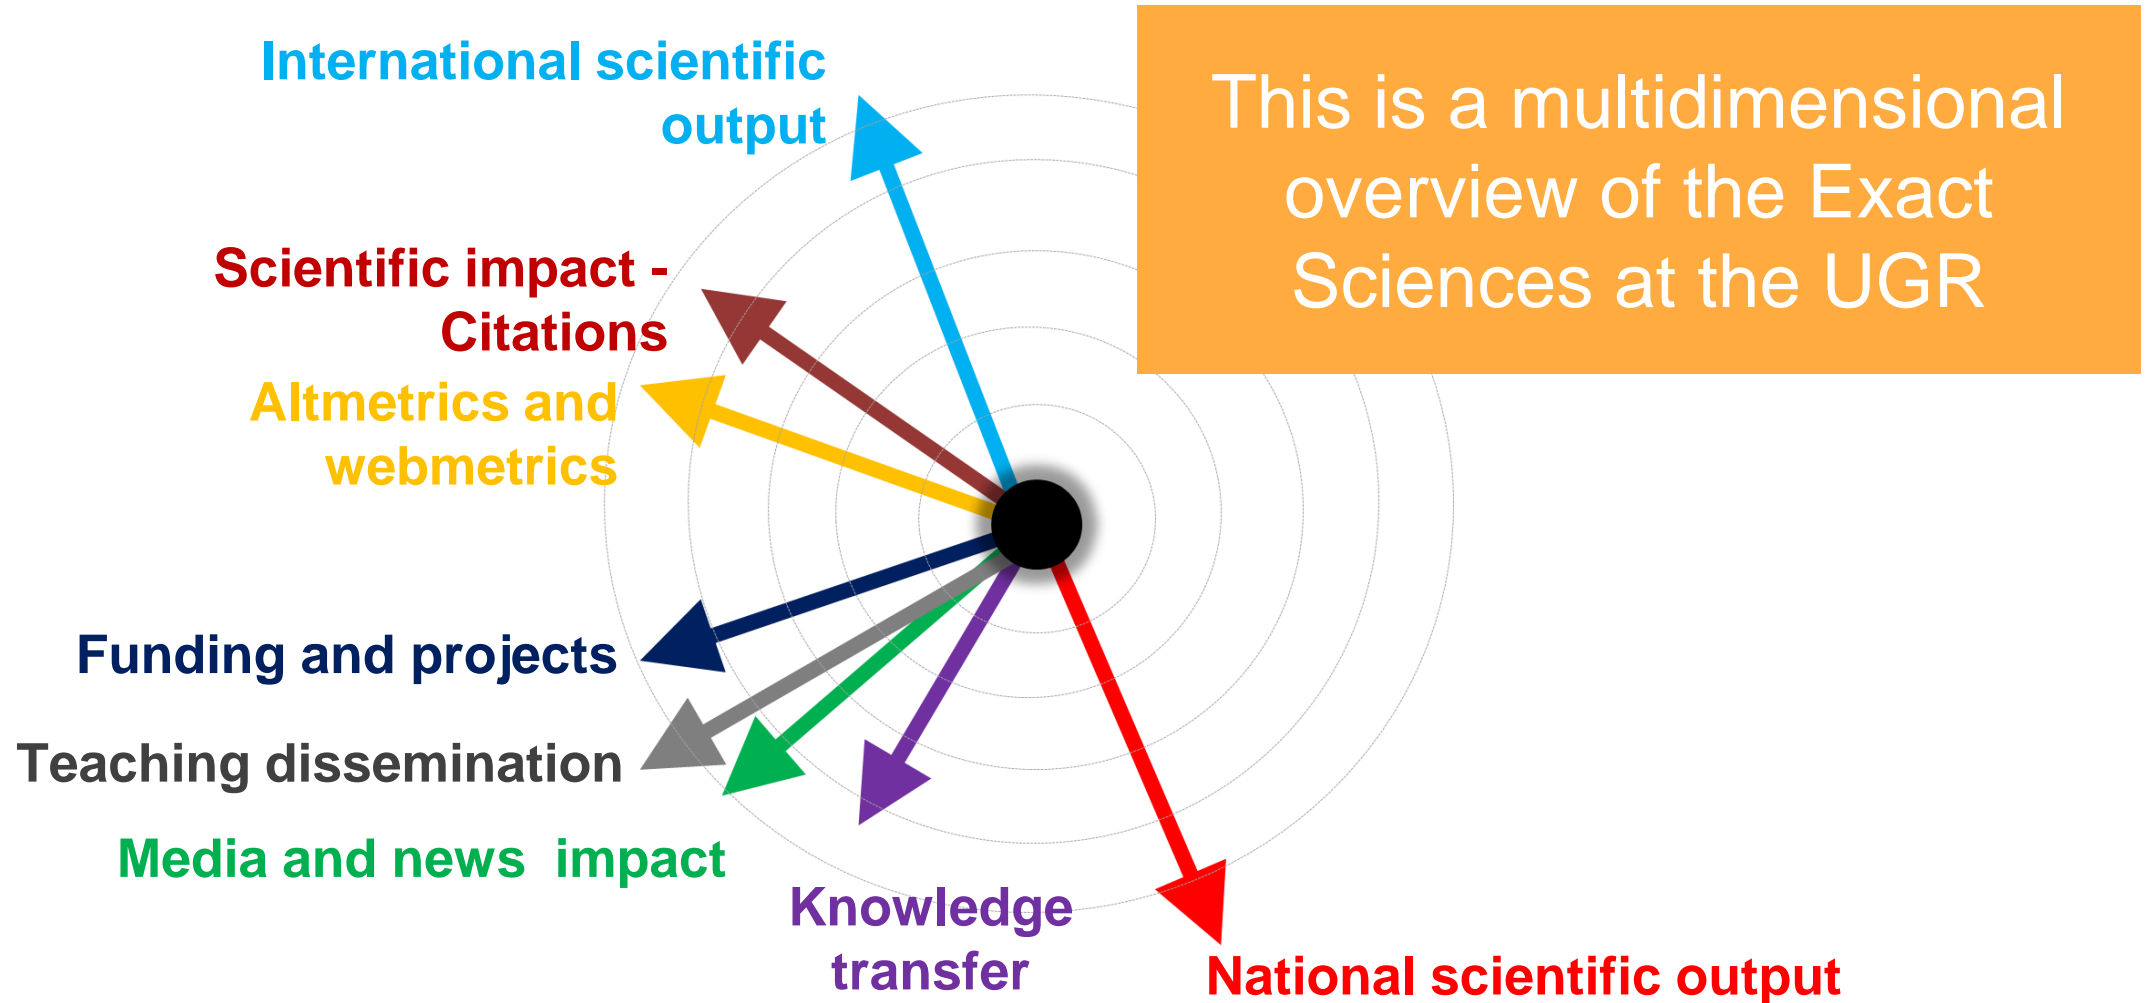 International scientific
output
This is a multidimensional
overview of the Exact
Sciences at the UGR
Scientific impact -
Citations
Altmetrics and
webmetrics
Funding and projects
Teaching dissemination
Media and news  impact
Knowledge
transfer
National scientific output